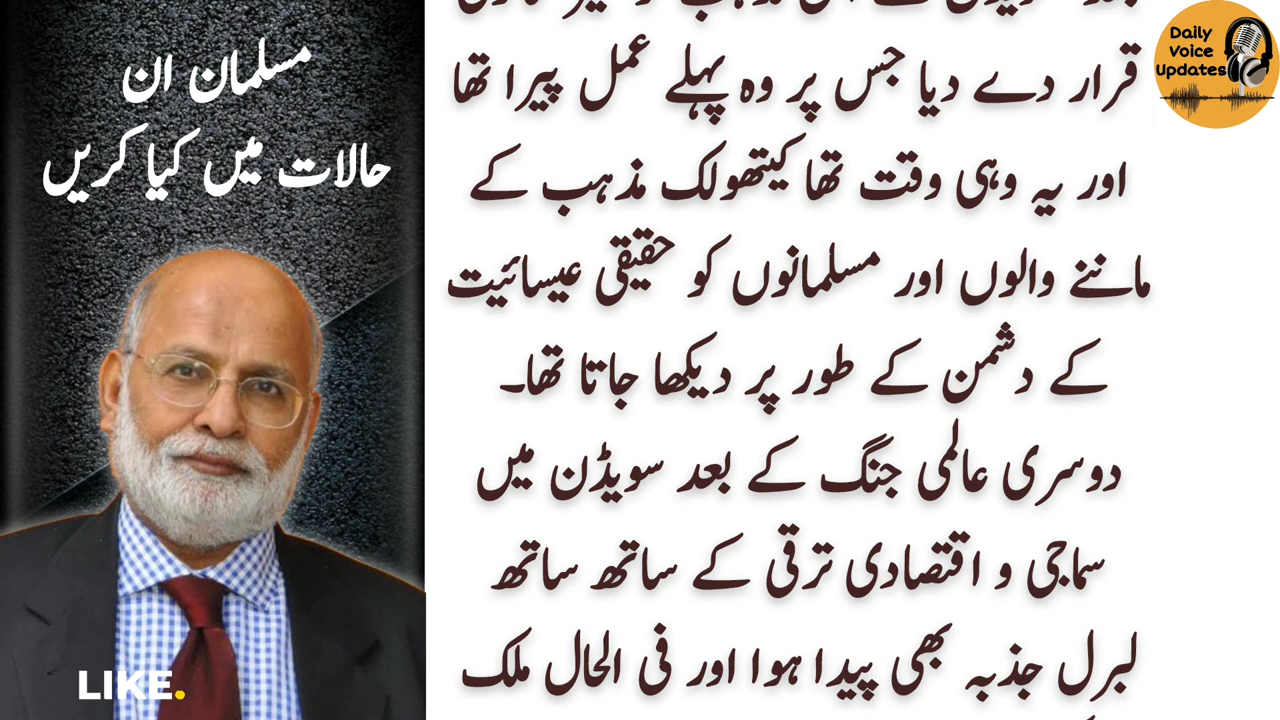 مسلمان ان
حالات میں کیا کریں
قرار دے دیا جس پر وہ پہلے عمل پیرا تھا
اور یہ وہی وقت تھا کیتھولک مذہب کے
ماننے والوں اور مسلمانوں کو حقیقی عیسائیت
کے دشمن کے طور پر دیکھا جاتا تھا۔
دوسری عالمی جنگ کے بعد سویڈن میں
سماجی و اقتصادی ترقی کے ساتھ ساتھ
لبرل جذبہ بھی پیدا ہوا اور فی الحال ملک
Daily
Voice
Updates
LIKE.